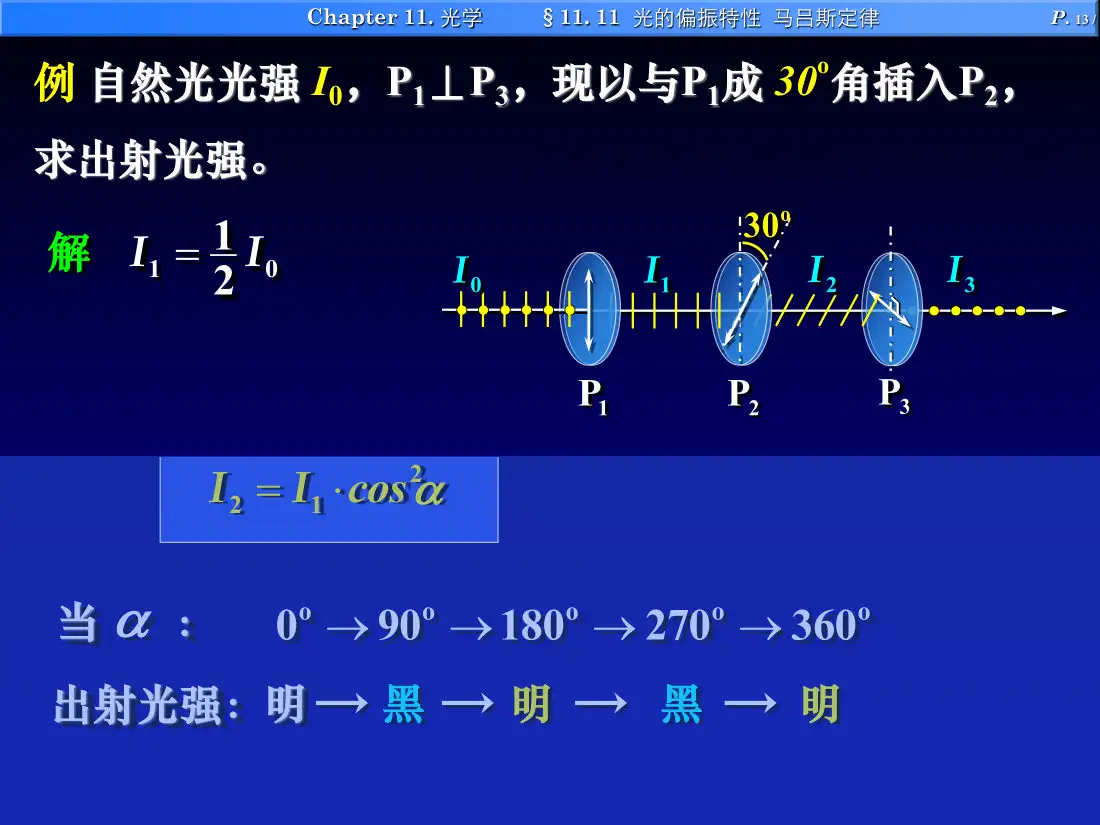 Chapter 11. 光学 §11. 11 光的偏振特性 马吕斯定律 P. 13 /
例 自然光光强 I₀，P₁⊥P₃，现以与P₁成 30° 角插入P₂，
求出射光强。
解 I₁ = 1/2 I₀
30°
I₀ I₁ I₂ I₃
P₁ P₂ P₃
I₂ = I₁ · cos²α
当 α ： 0° → 90° → 180° → 270° → 360°
出射光强：明 → 黑 → 明 → 黑 → 明